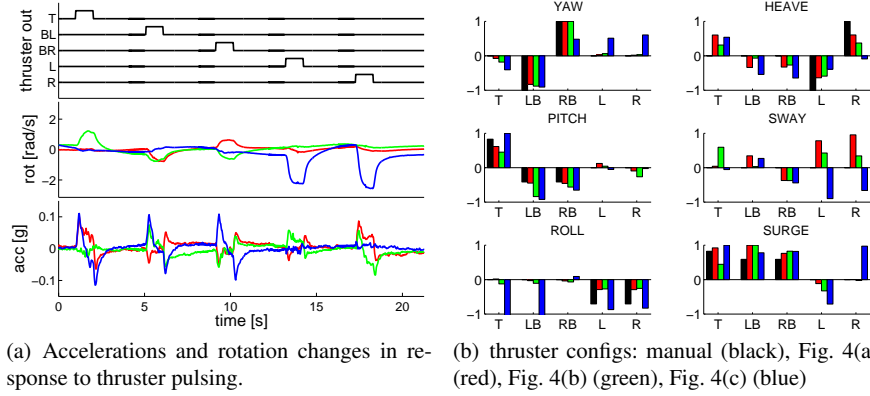 thruster out
T
BL
BR
L
R
rot [rad/s]
2
0
−2
acc [g]
0.1
0
−0.1
0 5 10 15 20
time [s]
(a) Accelerations and rotation changes in re-
sponse to thruster pulsing.
YAW
1
0
−1
T LB RB L R
HEAVE
1
0
−1
T LB RB L R
PITCH
1
0
−1
T LB RB L R
SWAY
1
0
−1
T LB RB L R
ROLL
1
0
−1
T LB RB L R
SURGE
1
0
−1
T LB RB L R
(b) thruster configs: manual (black), Fig. 4(a)
(red), Fig. 4(b) (green), Fig. 4(c) (blue)